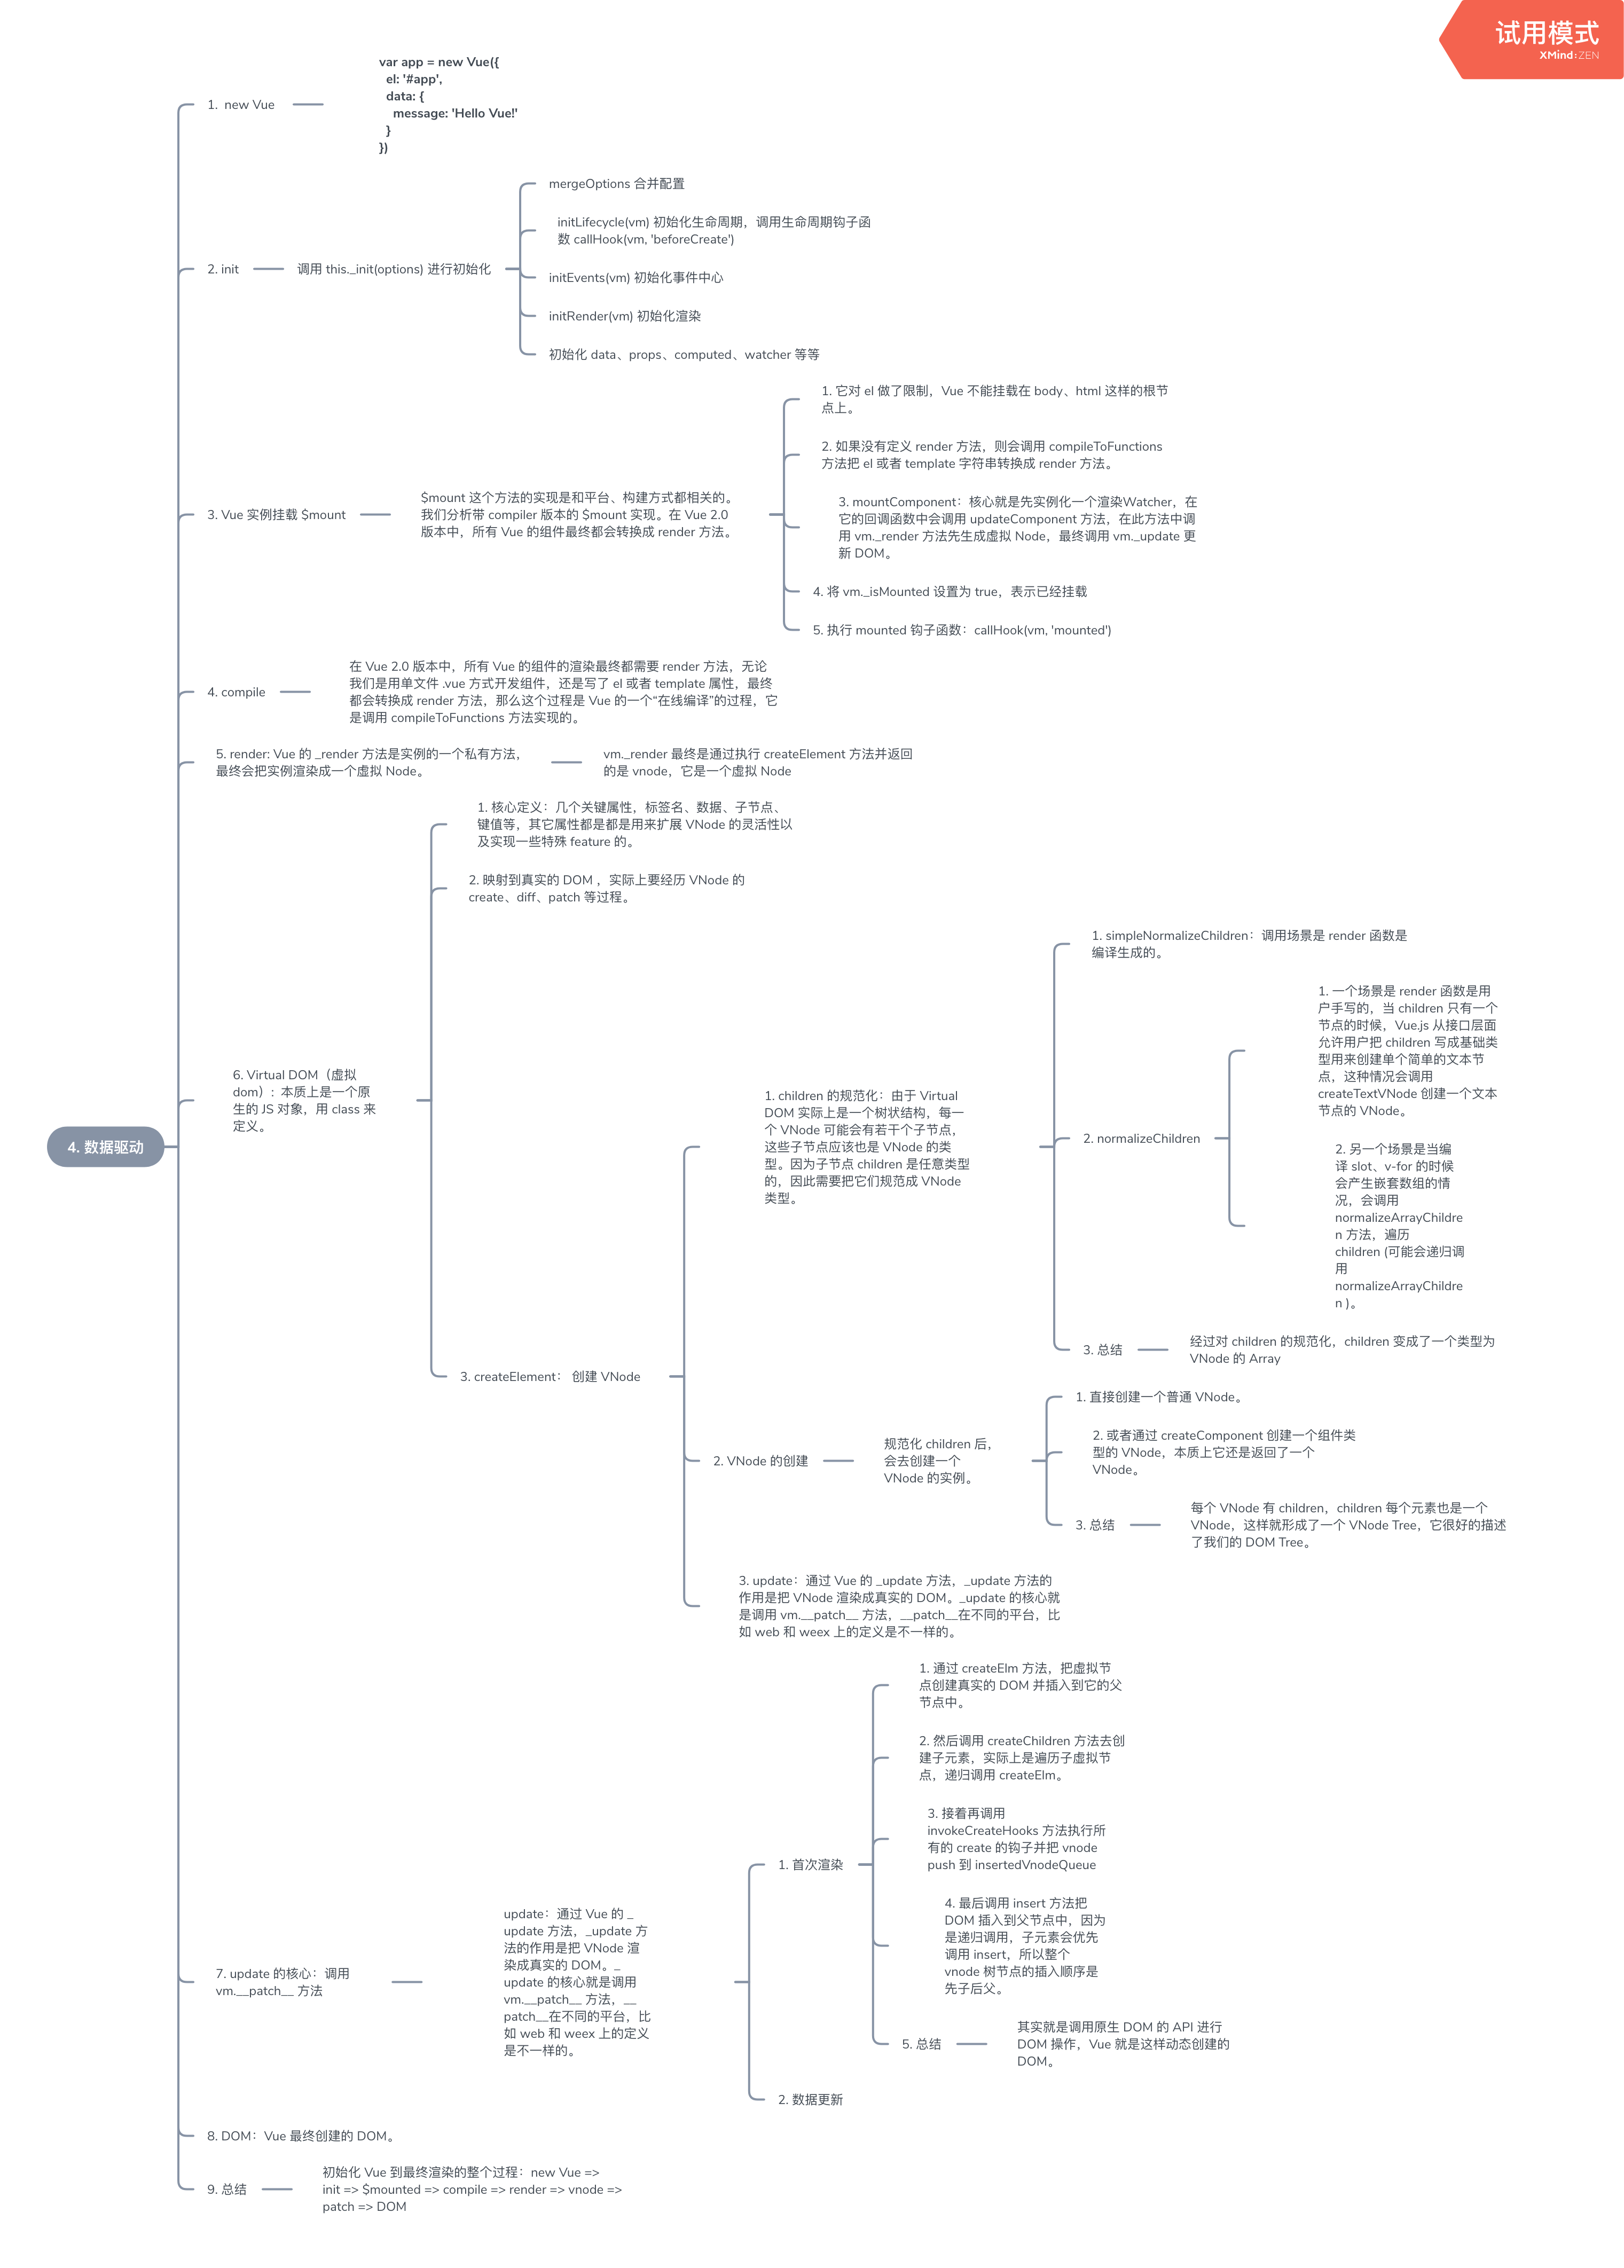 试用模式
XMind:ZEN
var app = new Vue({
el: '#app',
data: {
message: 'Hello Vue!'
}
})
1. new Vue
mergeOptions 合并配置
initLifecycle(vm) 初始化生命周期，调用生命周期钩子函
数 callHook(vm, 'beforeCreate')
2. init
调用 this._init(options) 进行初始化
initEvents(vm) 初始化事件中心
initRender(vm) 初始化渲染
初始化 data、props、computed、watcher 等等
1. 它对 el 做了限制，Vue 不能挂载在 body、html 这样的根节
点上。
2. 如果没有定义 render 方法，则会调用 compileToFunctions
方法把 el 或者 template 字符串转换成 render 方法。
3. Vue 实例挂载 $mount
$mount 这个方法的实现是和平台、构建方式都相关的。
我们分析带 compiler 版本的 $mount 实现。在 Vue 2.0
版本中，所有 Vue 的组件最终都会转换成 render 方法。
3. mountComponent：核心就是先实例化一个渲染Watcher，在
它的回调函数中会调用 updateComponent 方法，在此方法中调
用 vm._render 方法先生成虚拟 Node，最终调用 vm._update 更
新 DOM。
4. 将 vm._isMounted 设置为 true，表示已经挂载
5. 执行 mounted 钩子函数：callHook(vm, 'mounted')
4. compile
在 Vue 2.0 版本中，所有 Vue 的组件的渲染最终都需要 render 方法，无论
我们是用单文件 .vue 方式开发组件，还是写了 el 或者 template 属性，最终
都会转换成 render 方法，那么这个过程是 Vue 的一个“在线编译”的过程，它
是调用 compileToFunctions 方法实现的。
5. render: Vue 的 _render 方法是实例的一个私有方法，
最终会把实例渲染成一个虚拟 Node。
vm._render 最终是通过执行 createElement 方法并返回
的是 vnode，它是一个虚拟 Node
1. 核心定义：几个关键属性，标签名、数据、子节点、
键值等，其它属性都是都是用来扩展 VNode 的灵活性以
及实现一些特殊 feature 的。
2. 映射到真实的 DOM ，实际上要经历 VNode 的
create、diff、patch 等过程。
1. simpleNormalizeChildren：调用场景是 render 函数是
编译生成的。
1. 一个场景是 render 函数是用
户手写的，当 children 只有一个
节点的时候，Vue.js 从接口层面
允许用户把 children 写成基础类
型用来创建单个简单的文本节
点，这种情况会调用
createTextVNode 创建一个文本
节点的 VNode。
6. Virtual DOM（虚拟
dom）: 本质上是一个原
生的 JS 对象，用 class 来
定义。
1. children 的规范化：由于 Virtual
DOM 实际上是一个树状结构，每一
个 VNode 可能会有若干个子节点，
这些子节点应该也是 VNode 的类
型。因为子节点 children 是任意类型
的，因此需要把它们规范成 VNode
类型。
2. normalizeChildren
4. 数据驱动
2. 另一个场景是当编
译 slot、v-for 的时候
会产生嵌套数组的情
况，会调用
normalizeArrayChildre
n 方法，遍历
children (可能会递归调
用
normalizeArrayChildre
n )。
3. 总结
经过对 children 的规范化，children 变成了一个类型为
VNode 的 Array
3. createElement： 创建 VNode
1. 直接创建一个普通 VNode。
2. VNode 的创建
规范化 children 后，
会去创建一个
VNode 的实例。
2. 或者通过 createComponent 创建一个组件类
型的 VNode，本质上它还是返回了一个
VNode。
3. 总结
每个 VNode 有 children，children 每个元素也是一个
VNode，这样就形成了一个 VNode Tree，它很好的描述
了我们的 DOM Tree。
3. update：通过 Vue 的 _update 方法，_update 方法的
作用是把 VNode 渲染成真实的 DOM。_update 的核心就
是调用 vm.__patch__ 方法，__patch__在不同的平台，比
如 web 和 weex 上的定义是不一样的。
1. 通过 createElm 方法，把虚拟节
点创建真实的 DOM 并插入到它的父
节点中。
2. 然后调用 createChildren 方法去创
建子元素，实际上是遍历子虚拟节
点，递归调用 createElm。
3. 接着再调用
invokeCreateHooks 方法执行所
有的 create 的钩子并把 vnode
push 到 insertedVnodeQueue
1. 首次渲染
4. 最后调用 insert 方法把
DOM 插入到父节点中，因为
是递归调用，子元素会优先
调用 insert，所以整个
vnode 树节点的插入顺序是
先子后父。
7. update 的核心：调用
vm.__patch__ 方法
update：通过 Vue 的 _
update 方法，_update 方
法的作用是把 VNode 渲
染成真实的 DOM。_
update 的核心就是调用
vm.__patch__ 方法，__
patch__在不同的平台，比
如 web 和 weex 上的定义
是不一样的。
5. 总结
其实就是调用原生 DOM 的 API 进行
DOM 操作，Vue 就是这样动态创建的
DOM。
2. 数据更新
8. DOM：Vue 最终创建的 DOM。
9. 总结
初始化 Vue 到最终渲染的整个过程：new Vue =>
init => $mounted => compile => render => vnode =>
patch => DOM